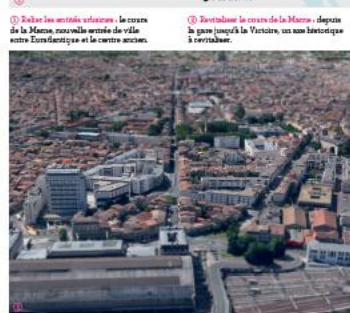 ① Relier les entités urbaines : le cours
de la Marne, nouvelle entrée de ville
entre Euratlantique et le centre ancien.
② Revitaliser le cours de la Marne : depuis
la gare jusqu'à la Victoire, un axe historique
à revitaliser.